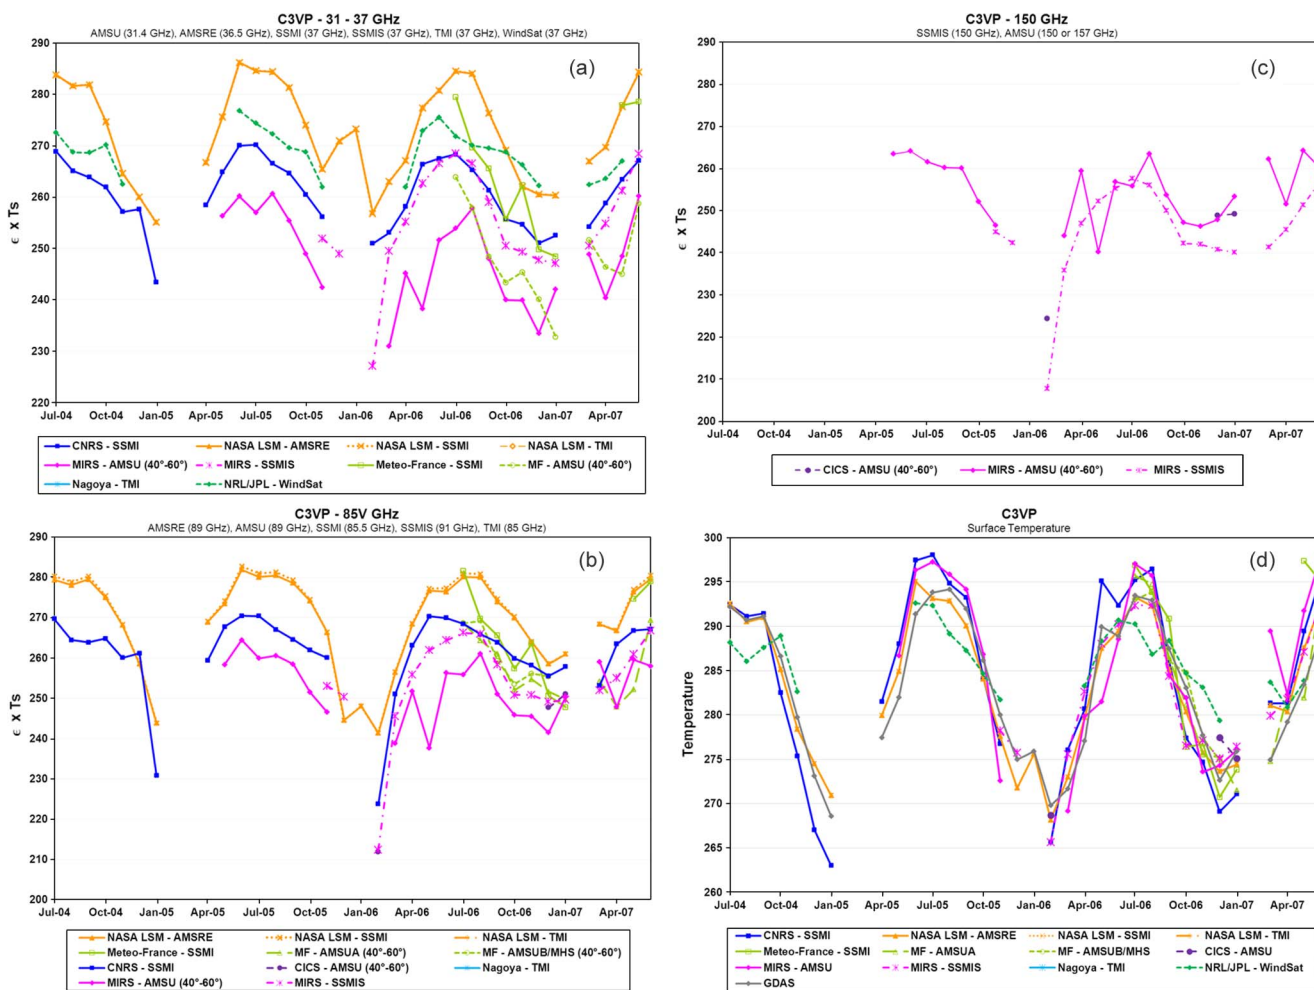 C3VP - 31 - 37 GHz
AMSU (31.4 GHz), AMSRE (36.5 GHz), SSMI (37 GHz), SSMIS (37 GHz), TMI (37 GHz), WindSat (37 GHz)
(a)
ϵ x Ts
290
280
270
260
250
240
230
220
Jul-04 Oct-04 Jan-05 Apr-05 Jul-05 Oct-05 Jan-06 Apr-06 Jul-06 Oct-06 Jan-07 Apr-07
CNRS - SSMI NASA LSM - AMSRE NASA LSM - SSMI NASA LSM - TMI
MIRS - AMSU (40°-60°) MIRS - SSMIS Meteo-France - SSMI MF - AMSU (40°-60°)
Nagoya - TMI NRL/JPL - WindSat
C3VP - 150 GHz
SSMIS (150 GHz), AMSU (150 or 157 GHz)
(c)
ϵ x Ts
290
280
270
260
250
240
230
220
210
200
Jul-04 Oct-04 Jan-05 Apr-05 Jul-05 Oct-05 Jan-06 Apr-06 Jul-06 Oct-06 Jan-07 Apr-07
CICS - AMSU (40°-60°) MIRS - AMSU (40°-60°) MIRS - SSMIS
C3VP - 85V GHz
AMSRE (89 GHz), AMSU (89 GHz), SSMI (85.5 GHz), SSMIS (91 GHz), TMI (85 GHz)
(b)
ϵ x Ts
290
280
270
260
250
240
230
220
210
200
Jul-04 Oct-04 Jan-05 Apr-05 Jul-05 Oct-05 Jan-06 Apr-06 Jul-06 Oct-06 Jan-07 Apr-07
NASA LSM - AMSRE NASA LSM - SSMI NASA LSM - TMI
Meteo-France - SSMI MF - AMSUA (40°-60°) MF - AMSUB/MHS (40°-60°)
CNRS - SSMI CICS - AMSU (40°-60°) Nagoya - TMI
MIRS - AMSU (40°-60°) MIRS - SSMIS
C3VP
Surface Temperature
(d)
Temperature
300
295
290
285
280
275
270
265
260
Jul-04 Oct-04 Jan-05 Apr-05 Jul-05 Oct-05 Jan-06 Apr-06 Jul-06 Oct-06 Jan-07 Apr-07
CNRS - SSMI NASA LSM - AMSRE NASA LSM - SSMI NASA LSM - TMI
Meteo-France - SSMI MF - AMSUA MF - AMSUB/MHS CICS - AMSU
MIRS - AMSU MIRS - SSMIS Nagoya - TMI NRL/JPL - WindSat
GDAS